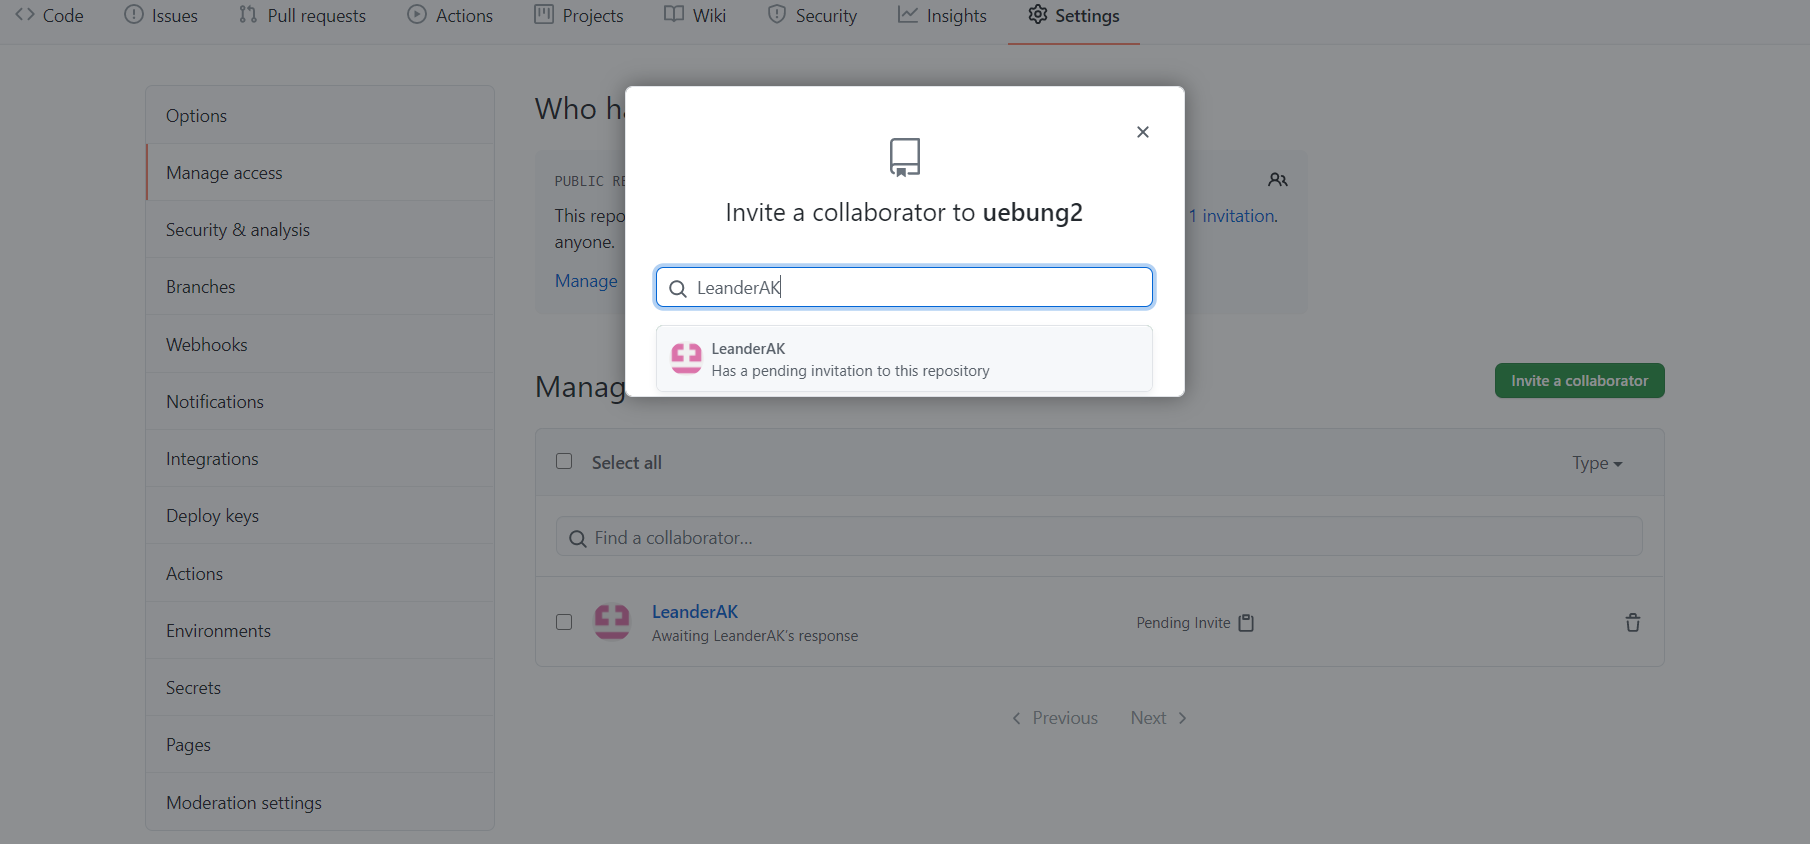 Code
Issues
Pull requests
Actions
Projects
Wiki
Security
Insights
Settings
Options
Manage access
Security & analysis
Branches
Webhooks
Notifications
Integrations
Deploy keys
Actions
Environments
Secrets
Pages
Moderation settings
Who ha
PUBLIC RE
This repo
1 invitation.
anyone.
Manage
Invite a collaborator to uebung2
LeanderAK
LeanderAK
Has a pending invitation to this repository
Manag
Invite a collaborator
Select all
Type
Find a collaborator...
LeanderAK
Awaiting LeanderAK's response
Pending Invite
Previous
Next